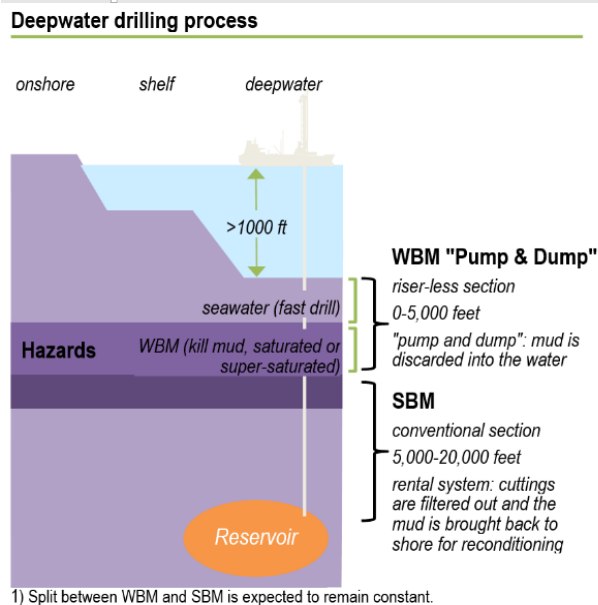 Deepwater drilling process
onshore shelf deepwater
>1000 ft
WBM "Pump & Dump"
riser-less section
0-5,000 feet
"pump and dump": mud is
discarded into the water
seawater (fast drill)
Hazards
WBM (kill mud, saturated or
super-saturated)
SBM
conventional section
5,000-20,000 feet
rental system: cuttings
are filtered out and the
mud is brought back to
shore for reconditioning
Reservoir
1) Split between WBM and SBM is expected to remain constant.